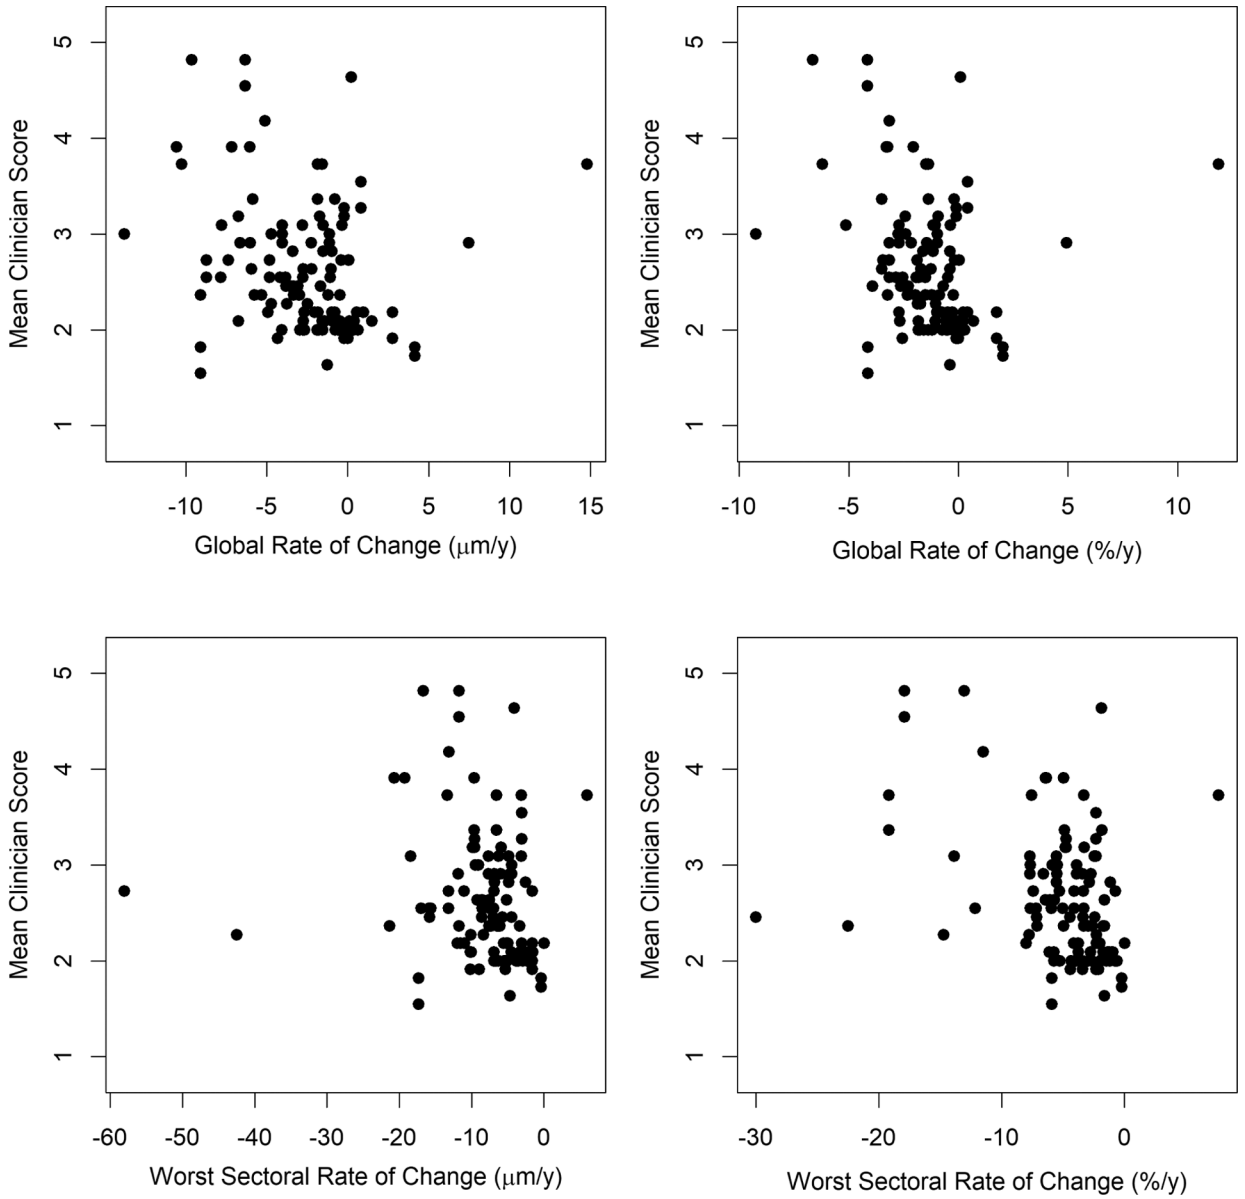 Mean Clinician Score
5
4
3
2
1
-10 -5 0 5 10 15
Global Rate of Change (μm/y)
Mean Clinician Score
5
4
3
2
1
-10 -5 0 5 10
Global Rate of Change (%/y)
Mean Clinician Score
5
4
3
2
1
-60 -50 -40 -30 -20 -10 0
Worst Sectoral Rate of Change (μm/y)
Mean Clinician Score
5
4
3
2
1
-30 -20 -10 0
Worst Sectoral Rate of Change (%/y)